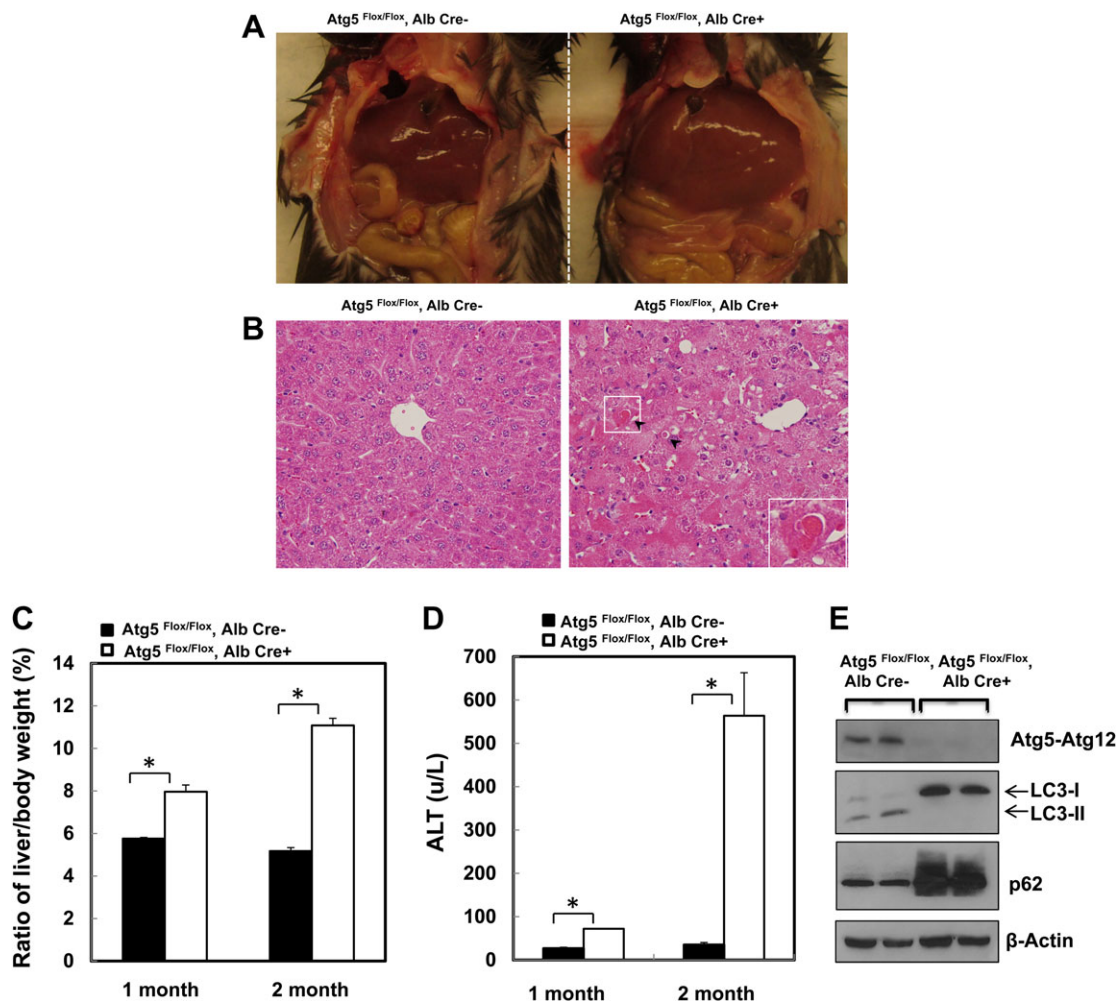 A
Atg5 Flox/Flox, Alb Cre-
Atg5 Flox/Flox, Alb Cre+
B
Atg5 Flox/Flox, Alb Cre-
Atg5 Flox/Flox, Alb Cre+
C
Atg5 Flox/Flox, Alb Cre-
Atg5 Flox/Flox, Alb Cre+
Ratio of liver/body weight (%)
14
12
10
8
6
4
2
0
*
*
1 month
2 month
D
Atg5 Flox/Flox, Alb Cre-
Atg5 Flox/Flox, Alb Cre+
ALT (u/L)
700
600
500
400
300
200
100
0
*
*
1 month
2 month
E
Atg5 Flox/Flox, Atg5 Flox/Flox,
Alb Cre- Alb Cre+
Atg5-Atg12
←LC3-I
←LC3-II
p62
β-Actin